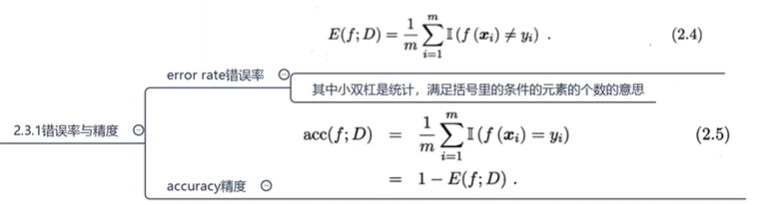 E(f;D) = \frac{1}{m} \sum_{i=1}^{m} 𝕀(f(x_i) ≠ y_i) . (2.4)
error rate错误率
其中小双杠是统计，满足括号里的条件的元素的个数的意思
2.3.1错误率与精度
acc(f;D) = \frac{1}{m} \sum_{i=1}^{m} 𝕀(f(x_i) = y_i) (2.5)
= 1 − E(f;D) .
accuracy精度